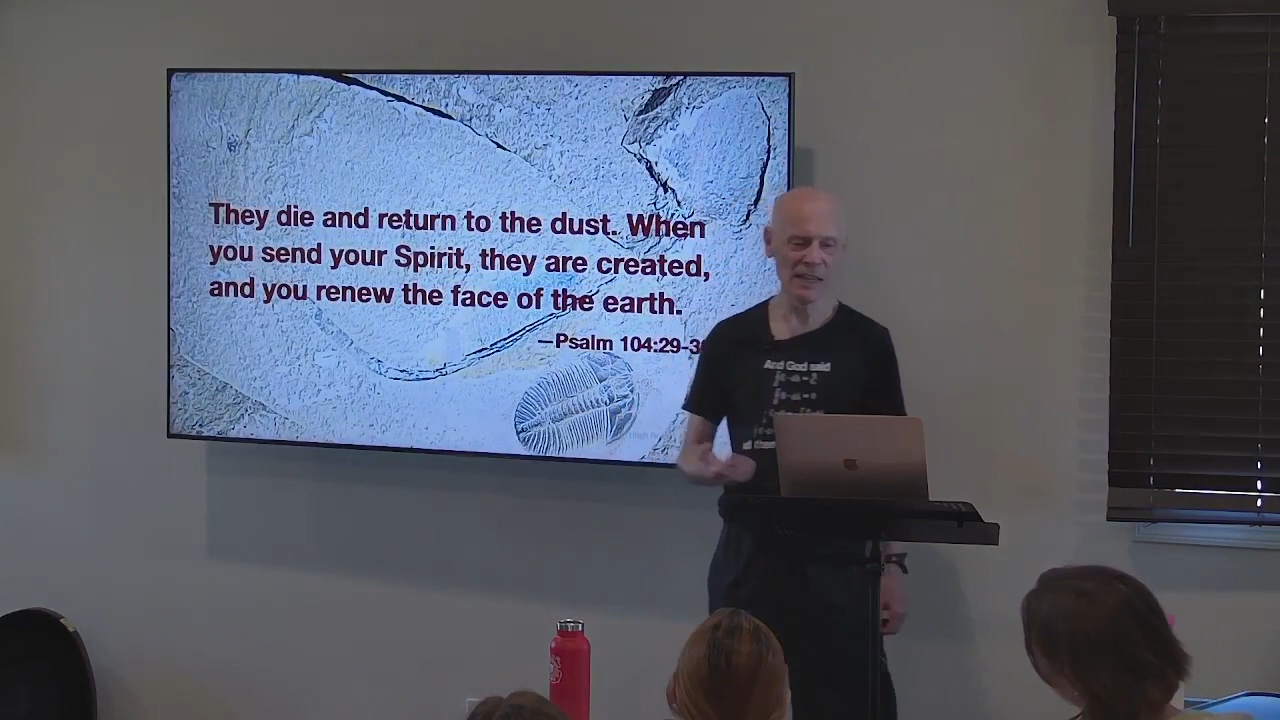 They die and return to the dust. When
you send your Spirit, they are created,
and you renew the face of the earth.
—Psalm 104:29-3
And God said